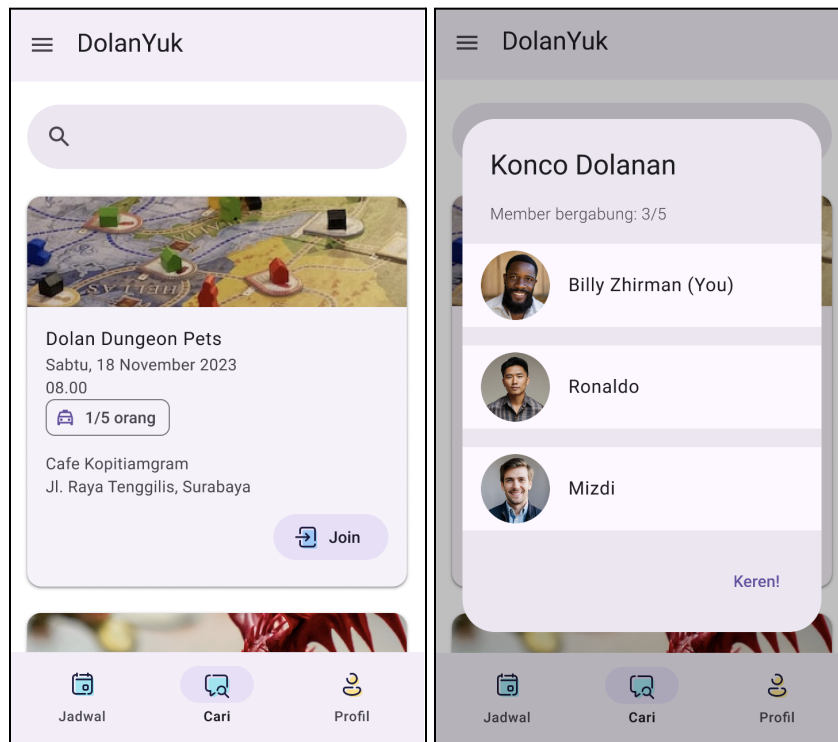 DolanYuk
HELLAS
Dolan Dungeon Pets
Sabtu, 18 November 2023
08.00
1/5 orang
Cafe Kopitiamgram
Jl. Raya Tenggilis, Surabaya
Join
Jadwal
Cari
Profil
DolanYuk
Konco Dolanan
Member bergabung: 3/5
Billy Zhirman (You)
Ronaldo
Mizdi
Keren!
Jadwal
Cari
Profil